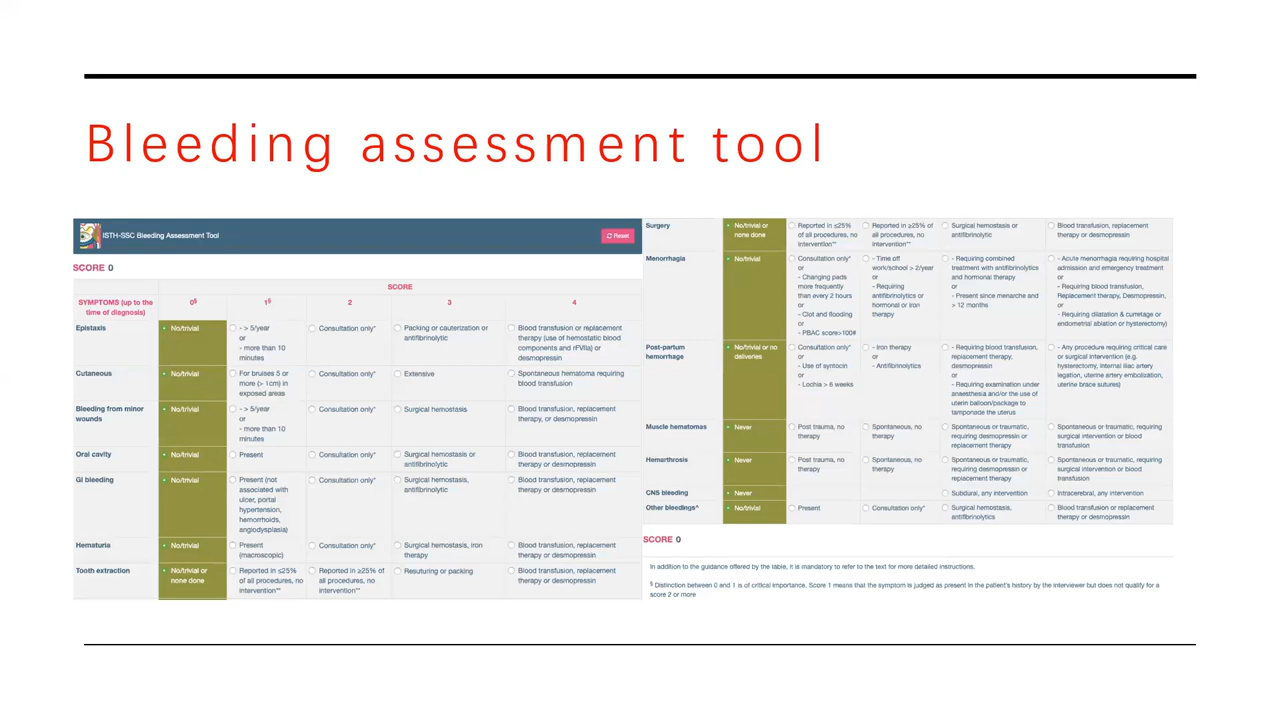 Bleeding assessment tool
ISTH-SSC Bleeding Assessment Tool
Reset
SCORE 0
SCORE
SYMPTOMS (up to the
time of diagnosis)
0§
1§
2
3
4
Epistaxis
No/trivial
- > 5/year
or
- more than 10
minutes
Consultation only*
Packing or cauterization or
antifibrinolytic
Blood transfusion or replacement
therapy (use of hemostatic blood
components and rFVIIa) or
desmopressin
Cutaneous
No/trivial
For bruises 5 or
more (> 1cm) in
exposed areas
Consultation only*
Extensive
Spontaneous hematoma requiring
blood transfusion
Bleeding from minor
wounds
No/trivial
- > 5/year
or
- more than 10
minutes
Consultation only*
Surgical hemostasis
Blood transfusion, replacement
therapy, or desmopressin
Oral cavity
No/trivial
Present
Consultation only*
Surgical hemostasis or
antifibrinolytic
Blood transfusion, replacement
therapy or desmopressin
GI bleeding
No/trivial
Present (not
associated with
ulcer, portal
hypertension,
hemorrhoids,
angiodysplasia)
Consultation only*
Surgical hemostasis,
antifibrinolytic
Blood transfusion, replacement
therapy or desmopressin
Hematuria
No/trivial
Present
(macroscopic)
Consultation only*
Surgical hemostasis, iron
therapy
Blood transfusion, replacement
therapy or desmopressin
Tooth extraction
No/trivial or
none done
Reported in ≤25%
of all procedures, no
intervention**
Reported in ≥25% of
all procedures, no
intervention**
Resuturing or packing
Blood transfusion, replacement
therapy or desmopressin
Surgery
No/trivial or
none done
Reported in ≤25%
of all procedures, no
intervention**
Reported in ≥25% of
all procedures, no
intervention**
Surgical hemostasis or
antifibrinolytic
Blood transfusion, replacement
therapy or desmopressin
Menorrhagia
No/trivial
Consultation only*
or
- Changing pads
more frequently
than every 2 hours
or
- Clot and flooding
or
- PBAC score>100#
- Time off
work/school > 2/year
or
- Requiring
antifibrinolytics or
hormonal or iron
therapy
- Requiring combined
treatment with antifibrinolytics
and hormonal therapy
or
- Present since menarche and
> 12 months
- Acute menorrhagia requiring hospital
admission and emergency treatment
or
- Requiring blood transfusion,
Replacement therapy, Desmopressin,
or
- Requiring dilatation & curretage or
endometrial ablation or hysterectomy)
Post-partum
hemorrhage
No/trivial or no
deliveries
Consultation only*
or
- Use of syntocin
or
- Lochia > 6 weeks
- Iron therapy
or
- Antifibrinolytics
- Requiring blood transfusion,
replacement therapy,
desmopressin
or
- Requiring examination under
anaesthesia and/or the use of
uterin balloon/package to
tamponade the uterus
- Any procedure requiring critical care
or surgical intervention (e.g.
hysterectomy, internal iliac artery
legation, uterine artery embolization,
uterine brace sutures)
Muscle hematomas
Never
Post trauma, no
therapy
Spontaneous, no
therapy
Spontaneous or traumatic,
requiring desmopressin or
replacement therapy
Spontaneous or traumatic, requiring
surgical intervention or blood
transfusion
Hemarthrosis
Never
Post trauma, no
therapy
Spontaneous, no
therapy
Spontaneous or traumatic,
requiring desmopressin or
replacement therapy
Spontaneous or traumatic, requiring
surgical intervention or blood
transfusion
CNS bleeding
Never
Subdural, any intervention
Intracerebral, any intervention
Other bleedings^
No/trivial
Present
Consultation only*
Surgical hemostasis,
antifibrinolytics
Blood transfusion or replacement
therapy or desmopressin
SCORE 0
In addition to the guidance offered by the table, it is mandatory to refer to the text for more detailed instructions.
§ Distinction between 0 and 1 is of critical importance. Score 1 means that the symptom is judged as present in the patient's history by the interviewer but does not qualify for a
score 2 or more